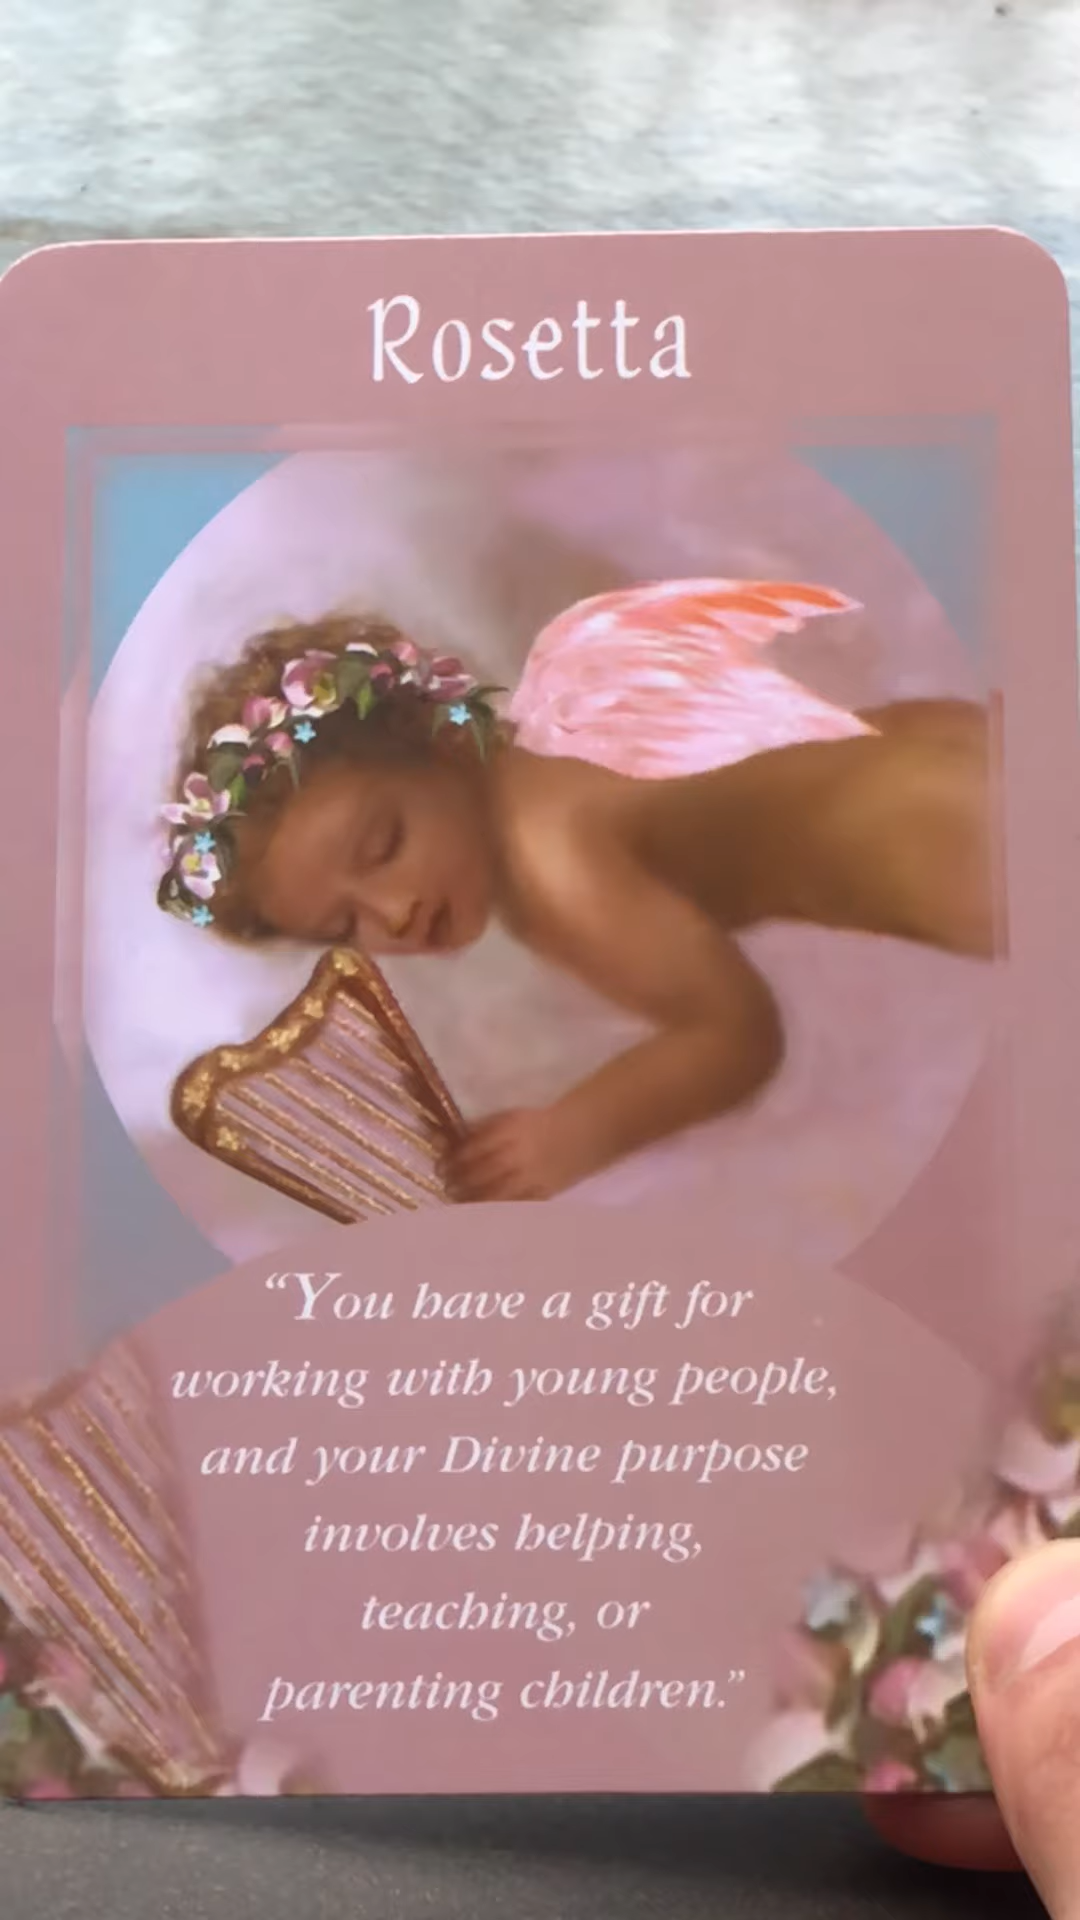 Rosetta
“You have a gift for
working with young people,
and your Divine purpose
involves helping,
teaching, or
parenting children.”